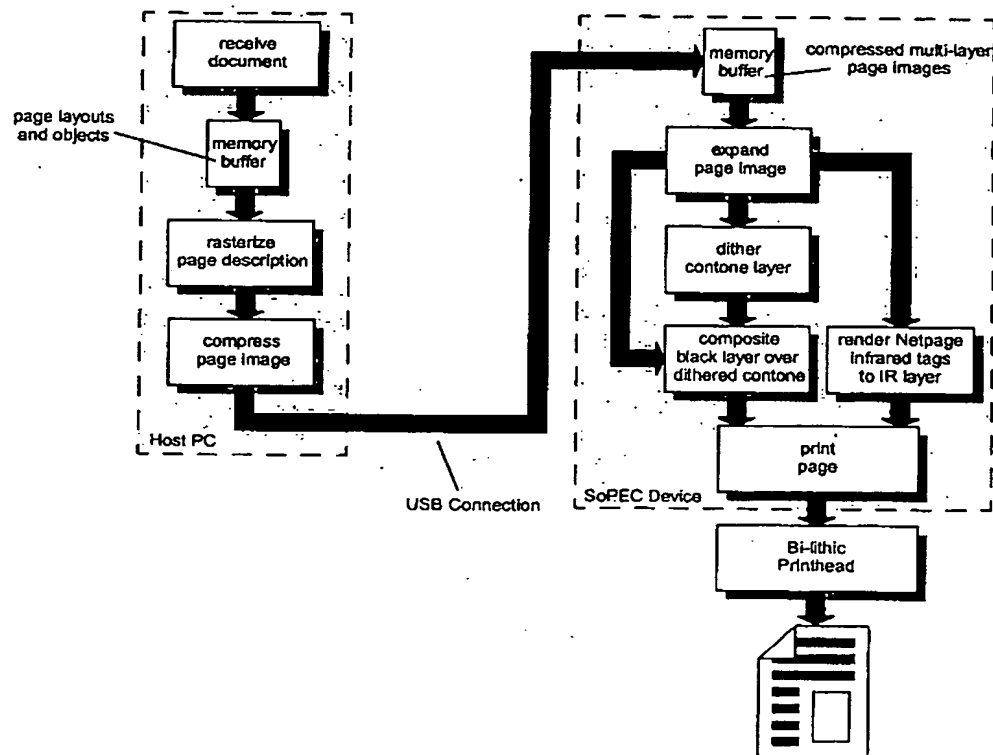 receive
document
page layouts
and objects
memory
buffer
rasterize
page description
compress
page image
Host PC
USB Connection
memory
buffer
compressed multi-layer
page images
expand
page image
dither
contone layer
composite
black layer over
dithered contone
render Netpage
infrared tags
to IR layer
print
page
SoPEC Device
Bi-lithic
Printhead